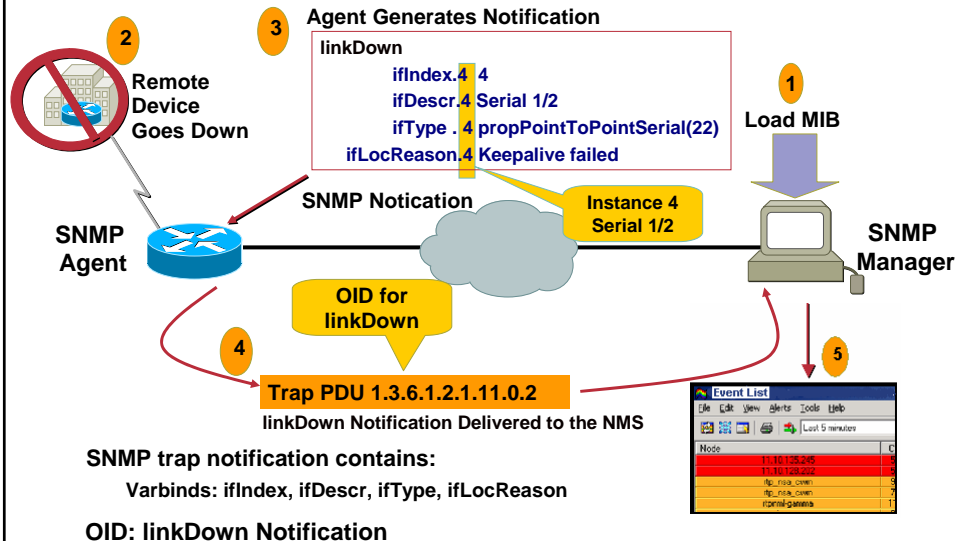 3
Agent Generates Notification
2
Remote
Device
Goes Down
linkDown
ifIndex.4 4
ifDescr.4 Serial 1/2
ifType . 4 propPointToPointSerial(22)
ifLocReason.4 Keepalive failed
1
Load MIB
SNMP Notication
Instance 4
Serial 1/2
SNMP
Agent
SNMP
Manager
OID for
linkDown
4
5
Trap PDU 1.3.6.1.2.1.11.0.2
linkDown Notification Delivered to the NMS
Event List
File Edit View Alerts Tools Help
Last 5 minutes
Node
11.10.128.202
rtp_nsa_cwm
SNMP trap notification contains:
Varbinds: ifIndex, ifDescr, ifType, ifLocReason
OID: linkDown Notification